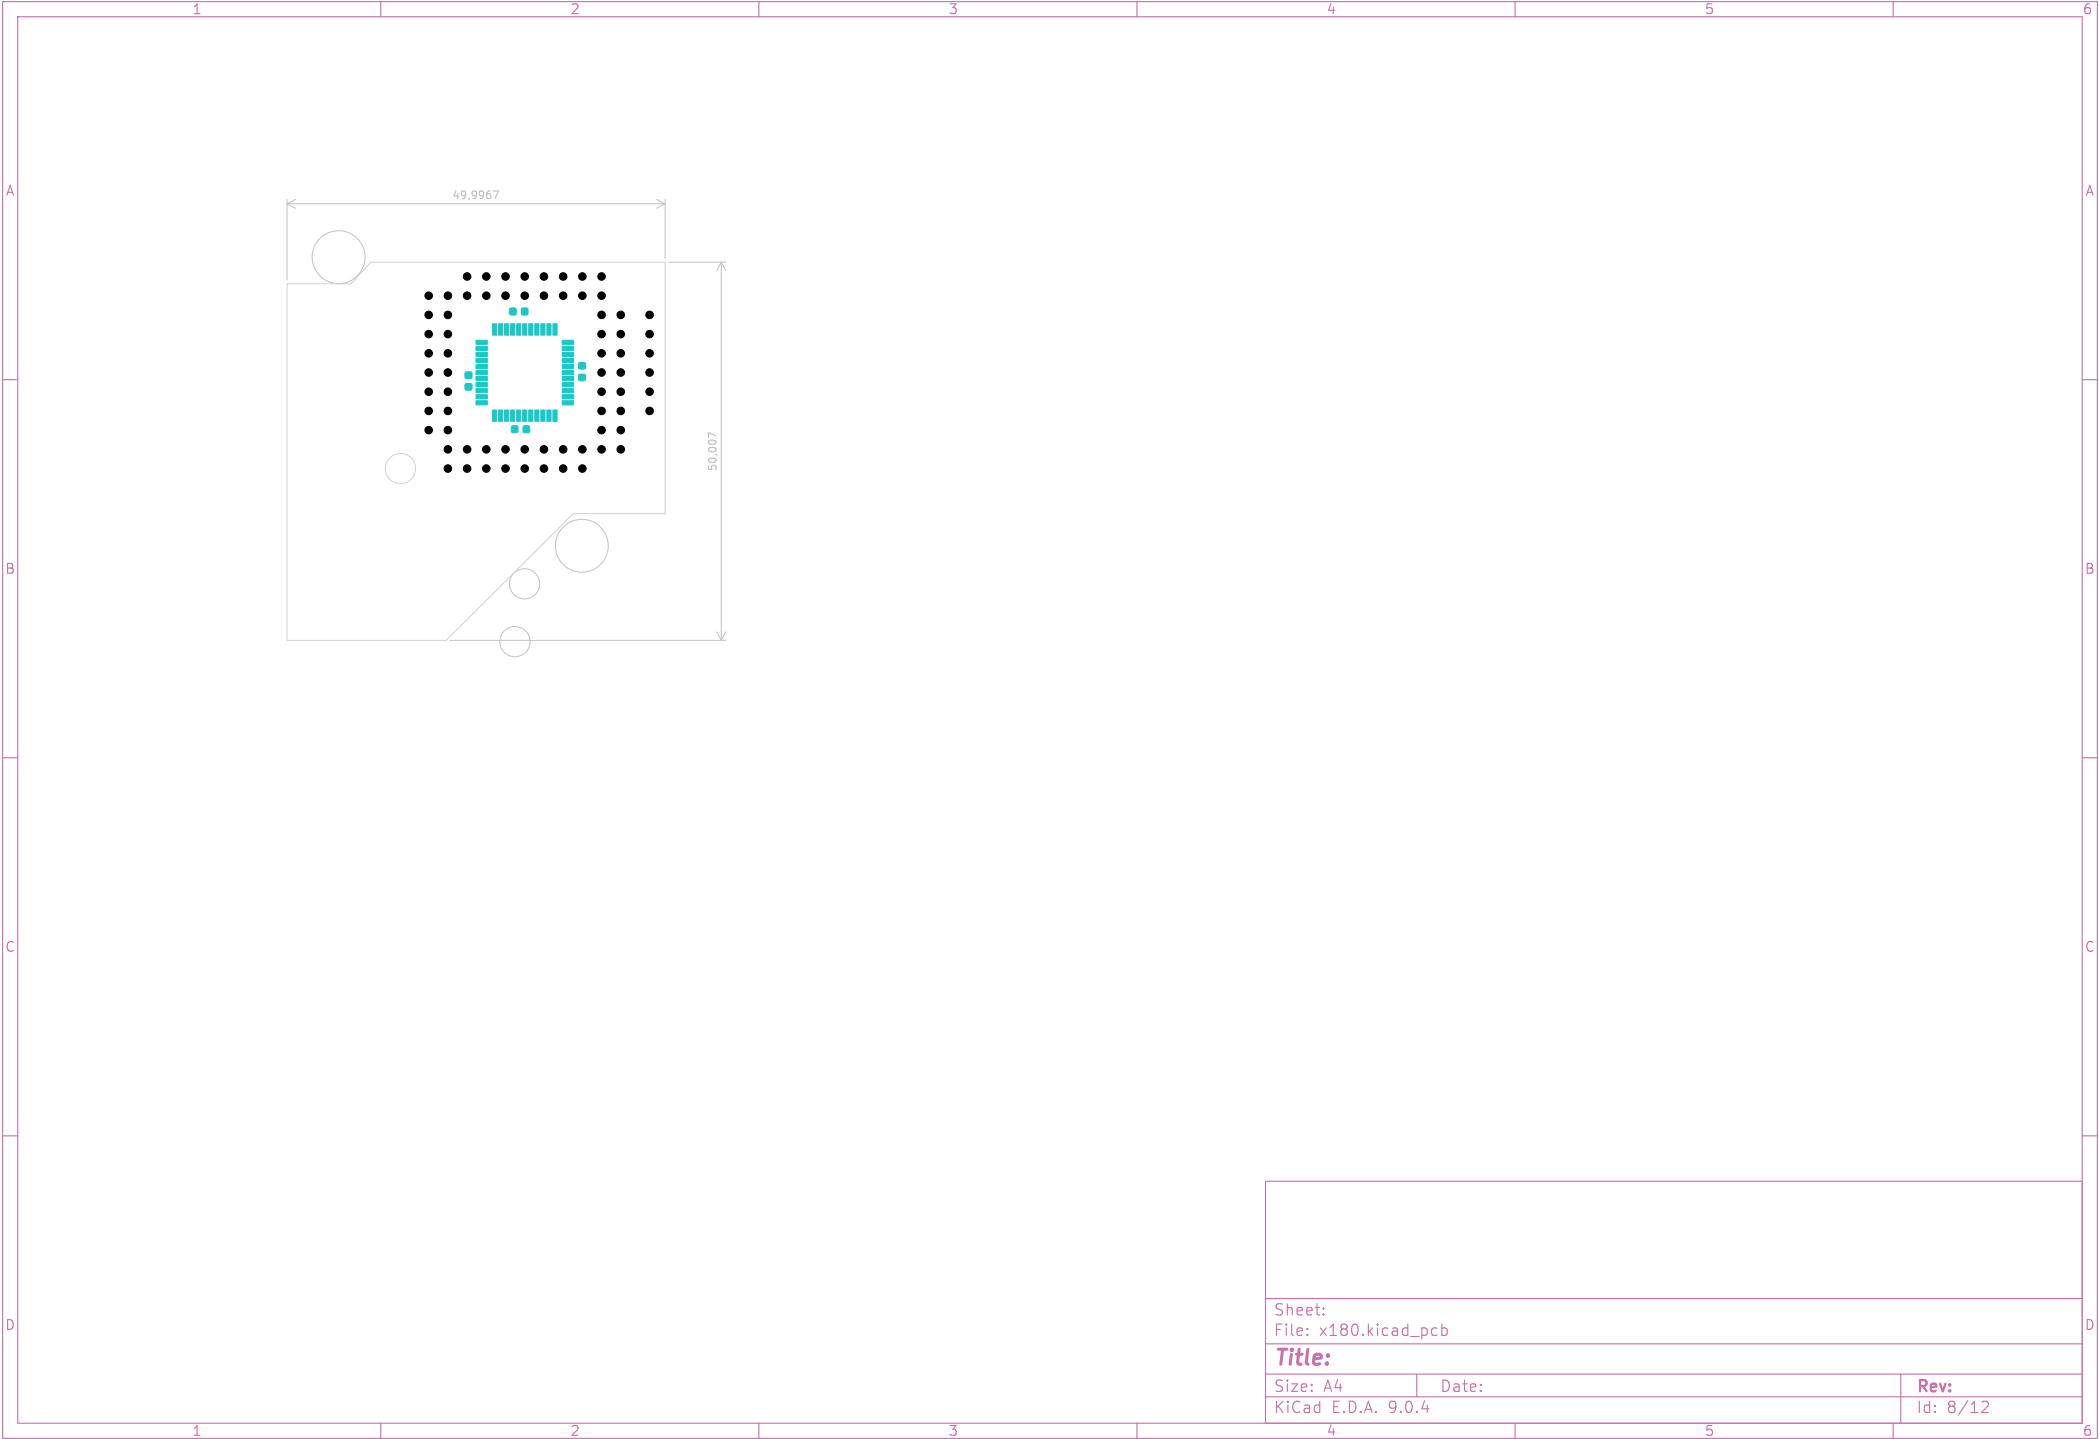 1 2 3 4 5 6
A A
49,9967
50,007
B B
C C
Sheet:
File: x180.kicad_pcb
D D
Title:
Size: A4 Date: Rev:
KiCad E.D.A. 9.0.4 Id: 8/12
1 2 3 4 5 6